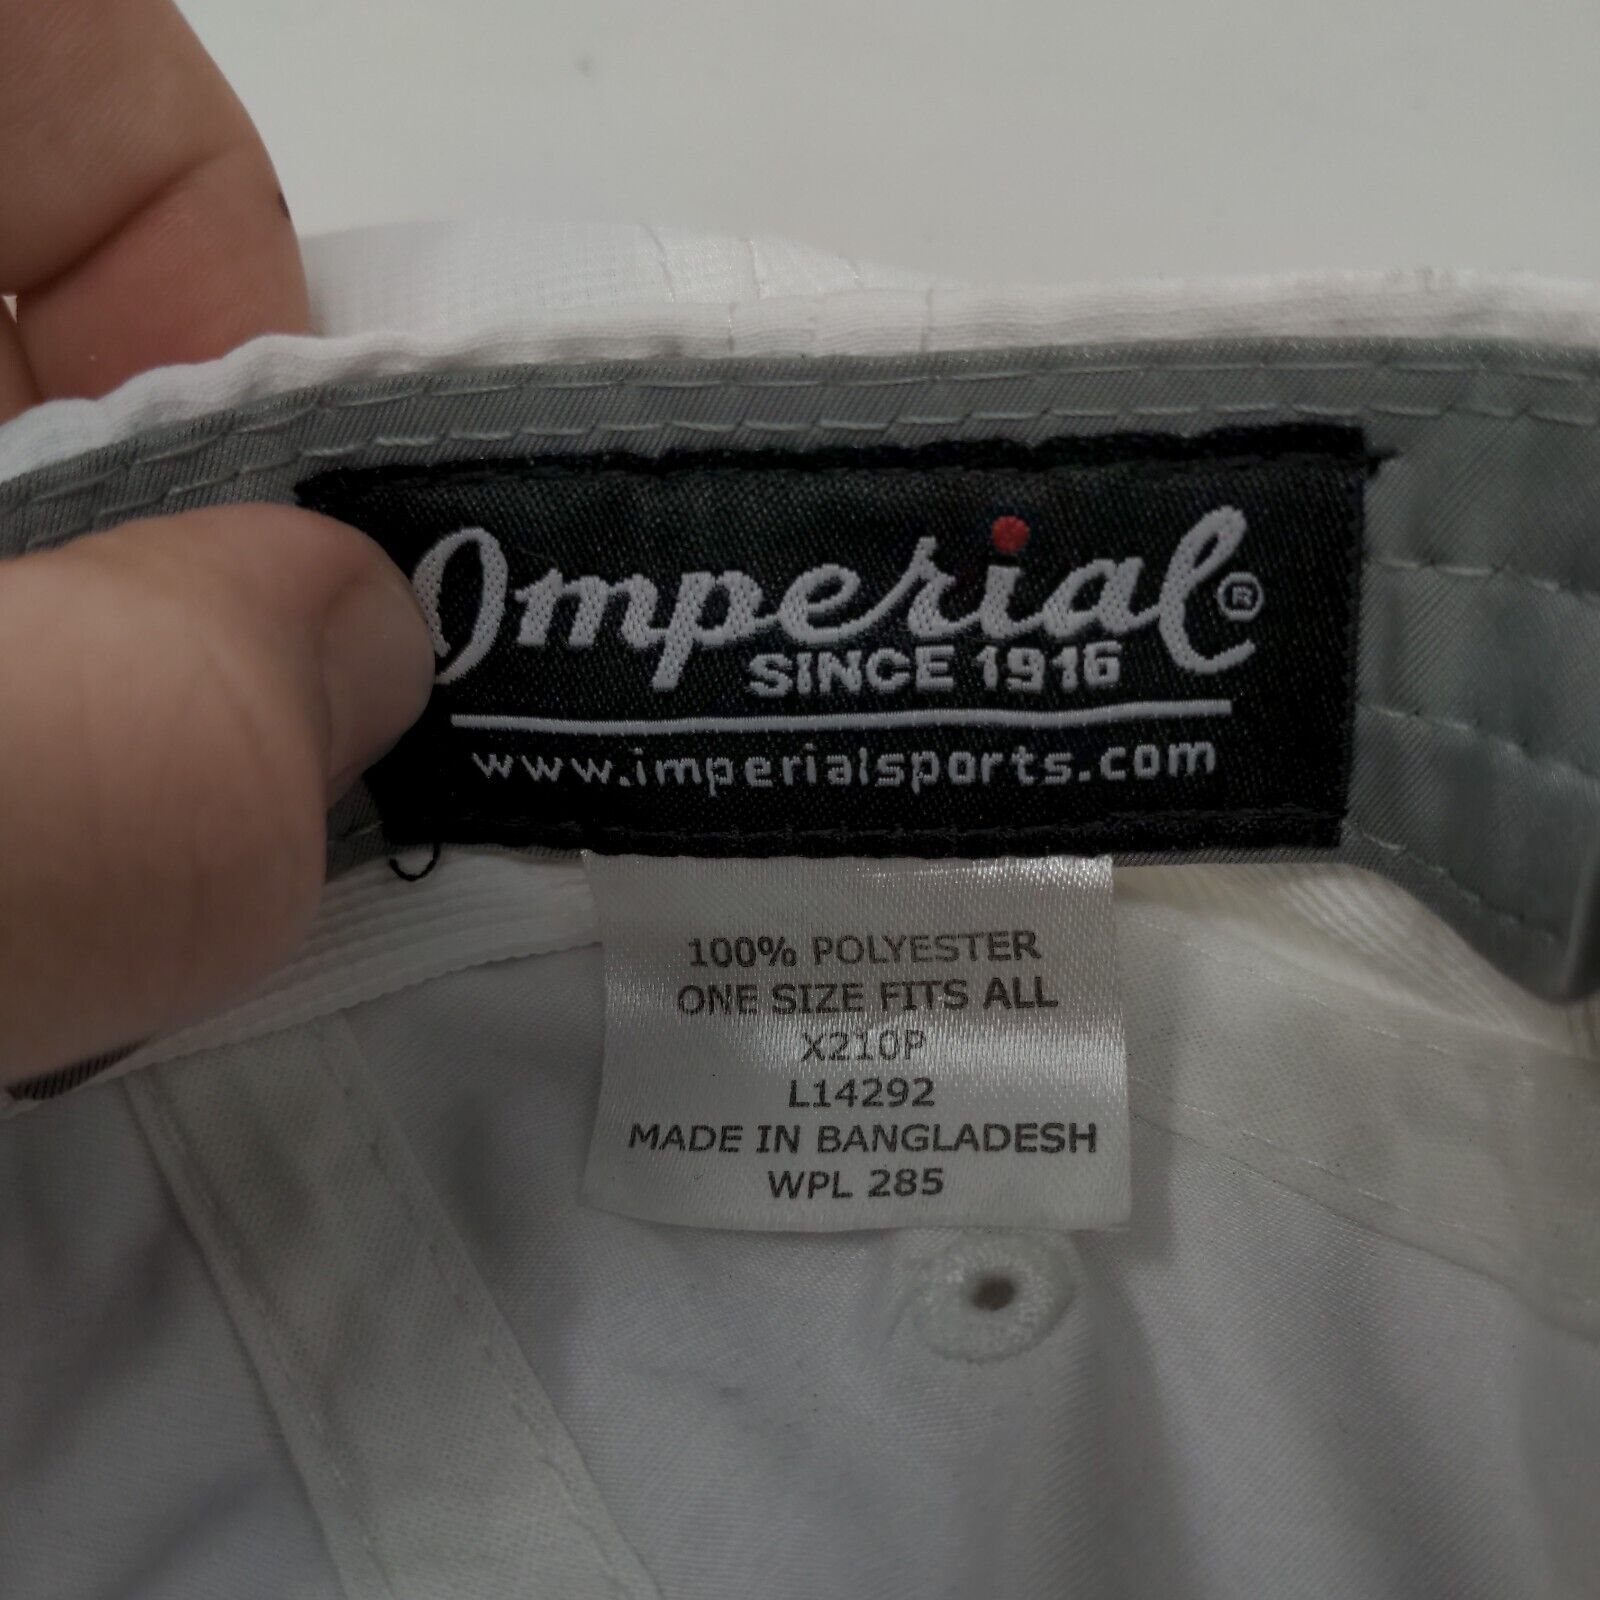 Imperial®
SINCE 1916
www.imperialsports.com
100% POLYESTER
ONE SIZE FITS ALL
X210P
L14292
MADE IN BANGLADESH
WPL 285